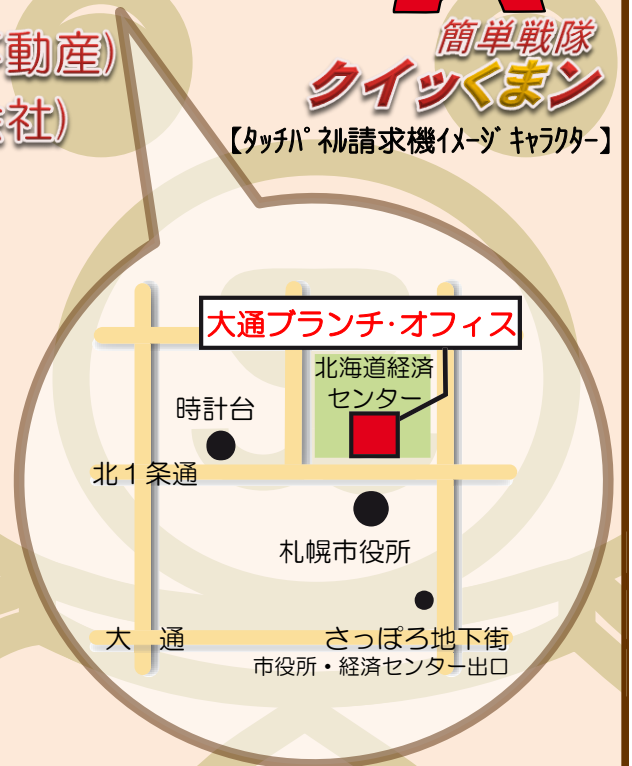 動産)
社)
簡単戦隊
クイッくまン
【タッチパネル請求機イメージキャラクター】
大通ブランチ・オフィス
北海道経済
センター
時計台
北1条通
札幌市役所
大 通
さっぽろ地下街
市役所・経済センター出口